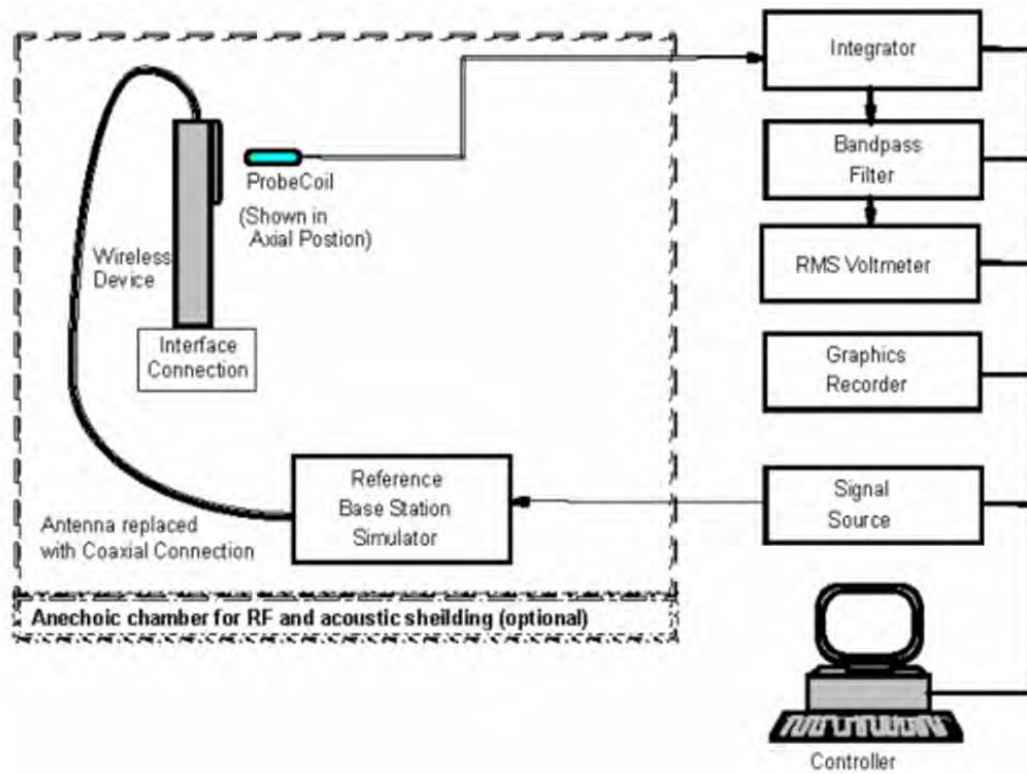 Integrator
Bandpass
Filter
ProbeCoil
(Shown in
Axial Postion)
Wireless
Device
RMS Voltmeter
Interface
Connection
Graphics
Recorder
Reference
Base Station
Simulator
Signal
Source
Antenna replaced
with Coaxial Connection
Anechoic chamber for RF and acoustic sheilding (optional)
Controller